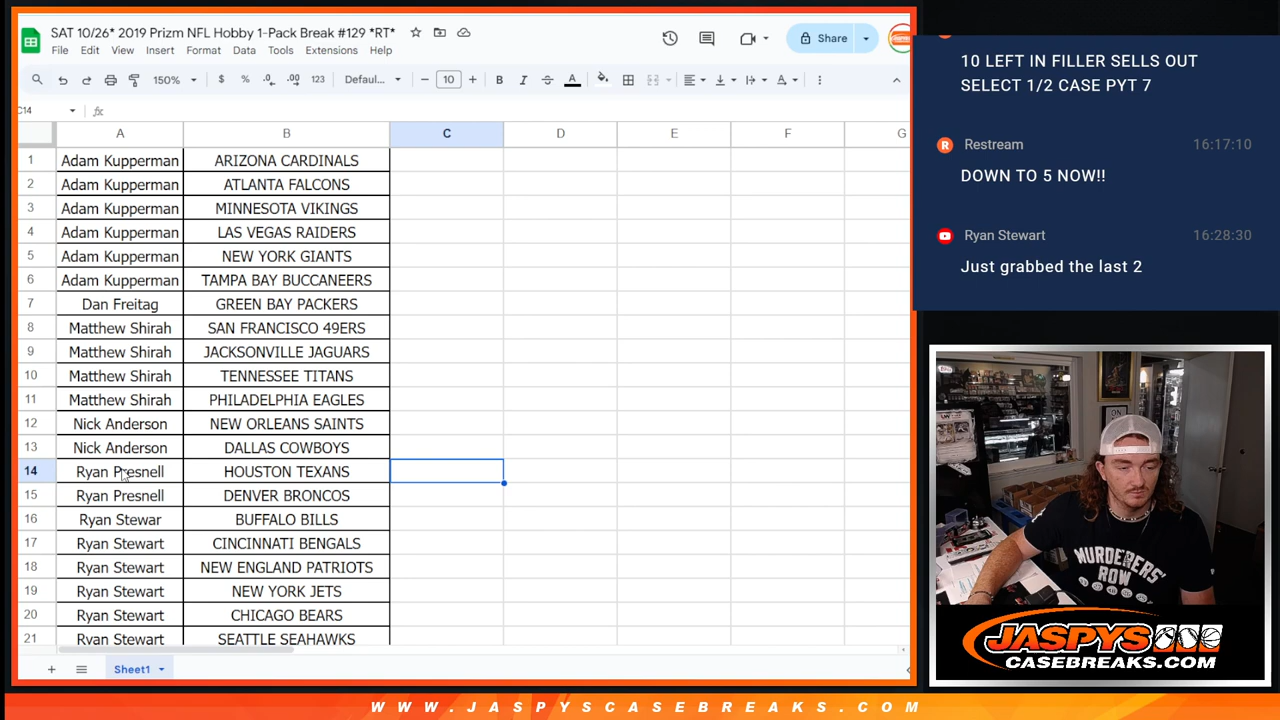 SAT 10/26* 2019 Prizm NFL Hobby 1-Pack Break #129 *RT*
File Edit View Insert Format Data Tools Extensions Help
Share
150% $ % .0 .00 123 Defaul... 10 B I A
C14 fx
A B C D E F G
1 Adam Kupperman ARIZONA CARDINALS
2 Adam Kupperman ATLANTA FALCONS
3 Adam Kupperman MINNESOTA VIKINGS
4 Adam Kupperman LAS VEGAS RAIDERS
5 Adam Kupperman NEW YORK GIANTS
6 Adam Kupperman TAMPA BAY BUCCANEERS
7 Dan Freitag GREEN BAY PACKERS
8 Matthew Shirah SAN FRANCISCO 49ERS
9 Matthew Shirah JACKSONVILLE JAGUARS
10 Matthew Shirah TENNESSEE TITANS
11 Matthew Shirah PHILADELPHIA EAGLES
12 Nick Anderson NEW ORLEANS SAINTS
13 Nick Anderson DALLAS COWBOYS
14 Ryan Presnell HOUSTON TEXANS
15 Ryan Presnell DENVER BRONCOS
16 Ryan Stewar BUFFALO BILLS
17 Ryan Stewart CINCINNATI BENGALS
18 Ryan Stewart NEW ENGLAND PATRIOTS
19 Ryan Stewart NEW YORK JETS
20 Ryan Stewart CHICAGO BEARS
21 Ryan Stewart SEATTLE SEAHAWKS
Sheet1
10 LEFT IN FILLER SELLS OUT
SELECT 1/2 CASE PYT 7
Restream 16:17:10
DOWN TO 5 NOW!!
Ryan Stewart 16:28:30
Just grabbed the last 2
MURDERERS'
ROW
JASPYS
CASEBREAKS.COM
WWW.JASPYSCASEBREAKS.COM